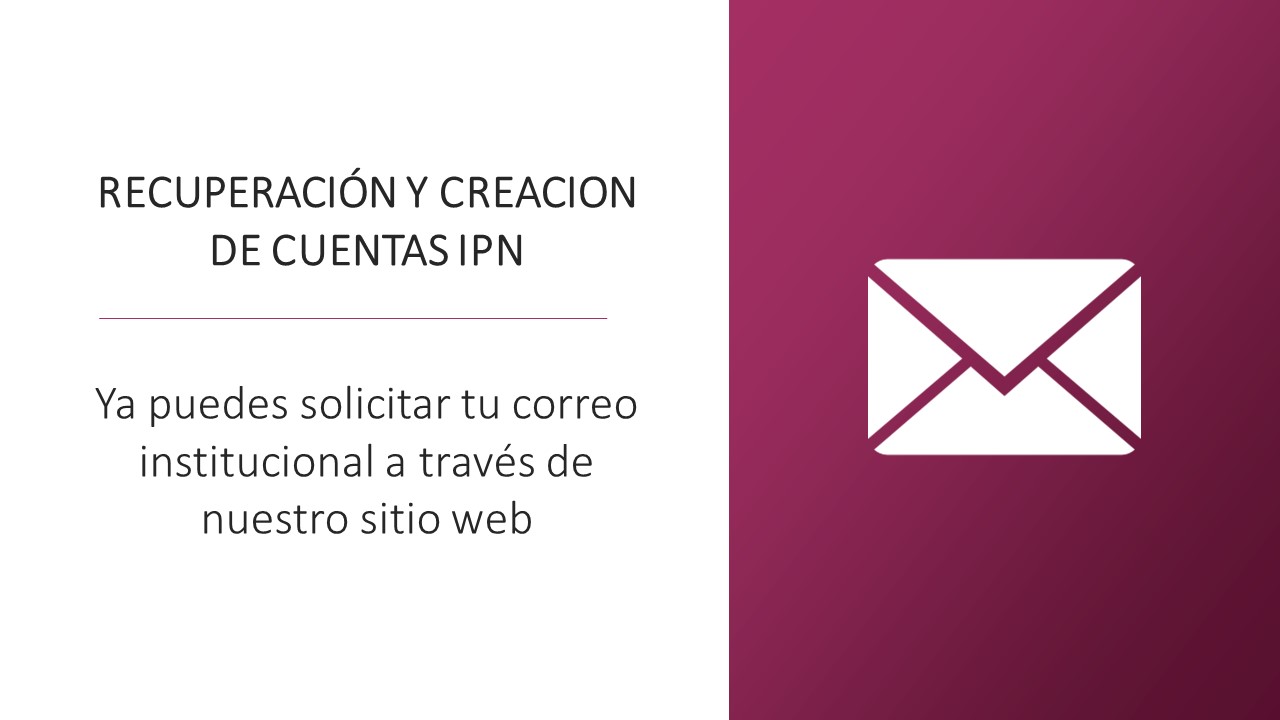 RECUPERACIÓN Y CREACION
DE CUENTAS IPN
Ya puedes solicitar tu correo
institucional a través de
nuestro sitio web